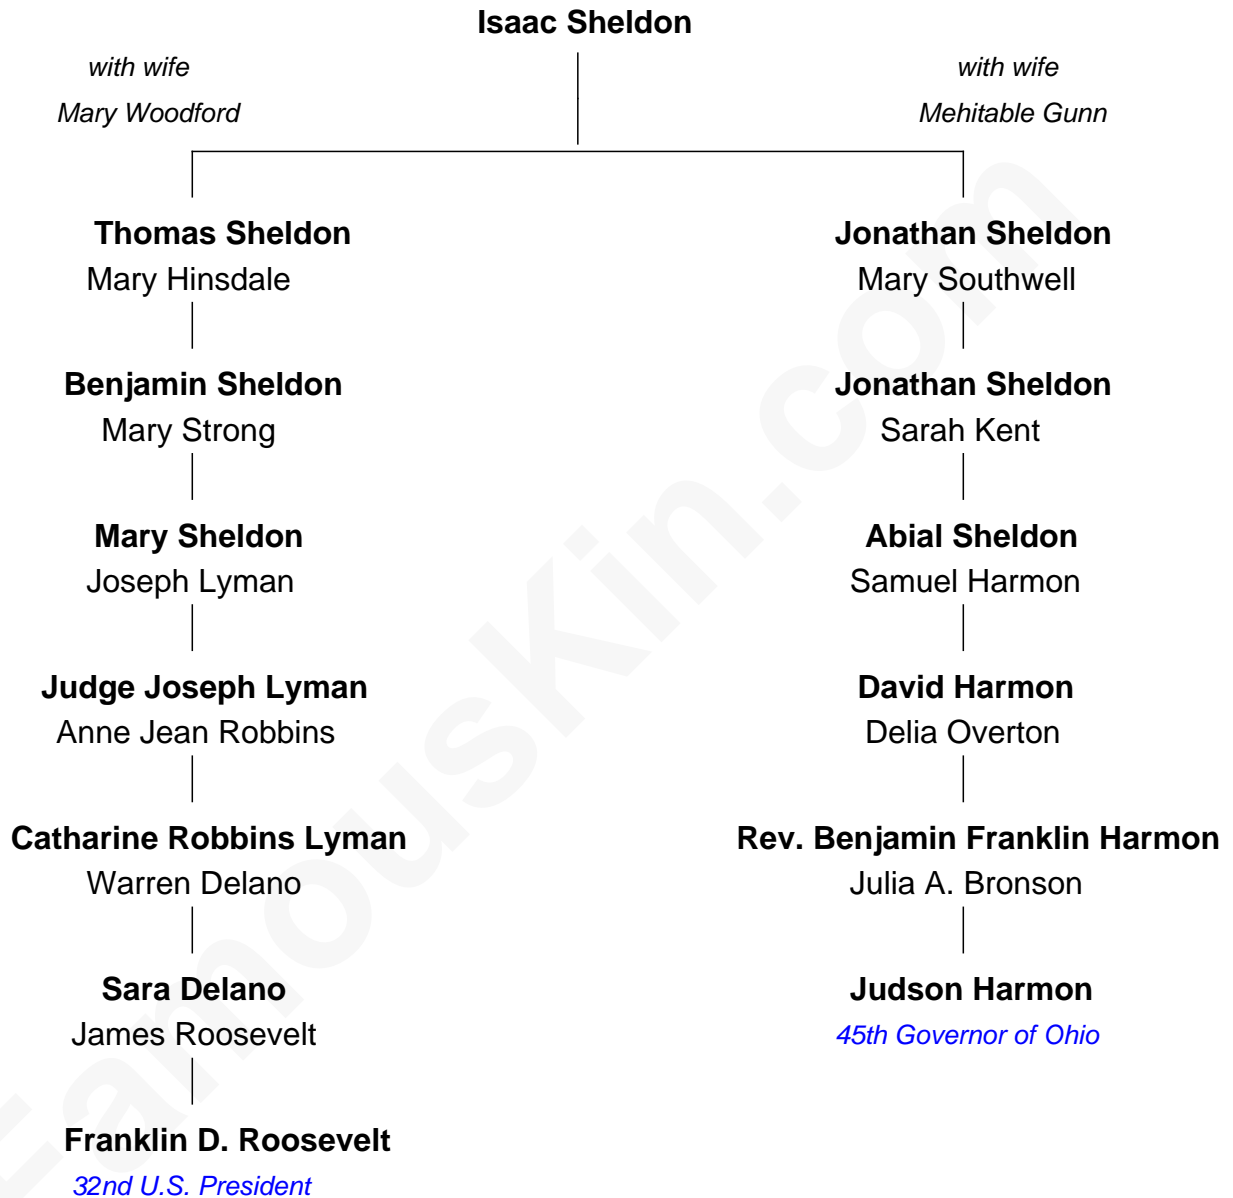 Isaac Sheldon
with wife
Mary Woodford
with wife
Mehitable Gunn
Thomas Sheldon
Mary Hinsdale
Jonathan Sheldon
Mary Southwell
Benjamin Sheldon
Mary Strong
Jonathan Sheldon
Sarah Kent
Mary Sheldon
Joseph Lyman
Abial Sheldon
Samuel Harmon
Judge Joseph Lyman
Anne Jean Robbins
David Harmon
Delia Overton
Catharine Robbins Lyman
Warren Delano
Rev. Benjamin Franklin Harmon
Julia A. Bronson
Sara Delano
James Roosevelt
Judson Harmon
45th Governor of Ohio
Franklin D. Roosevelt
32nd U.S. President
FamousKin.com